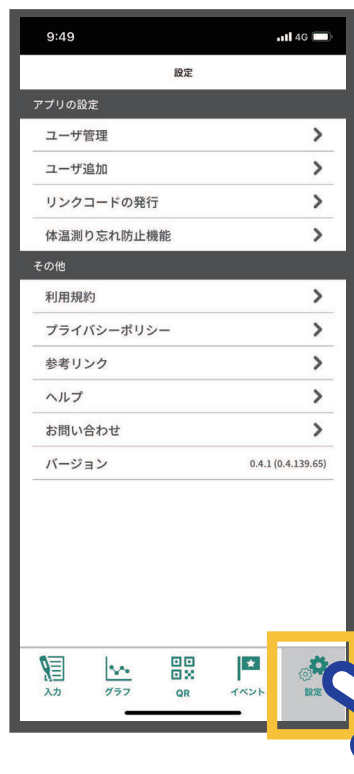 9:49 4G
設定
アプリの設定
ユーザ管理
ユーザ追加
リンクコードの発行
体温測り忘れ防止機能
その他
利用規約
プライバシーポリシー
参考リンク
ヘルプ
お問い合わせ
バージョン 0.4.1 (0.4.139.65)
入力 グラフ QR イベント 設定